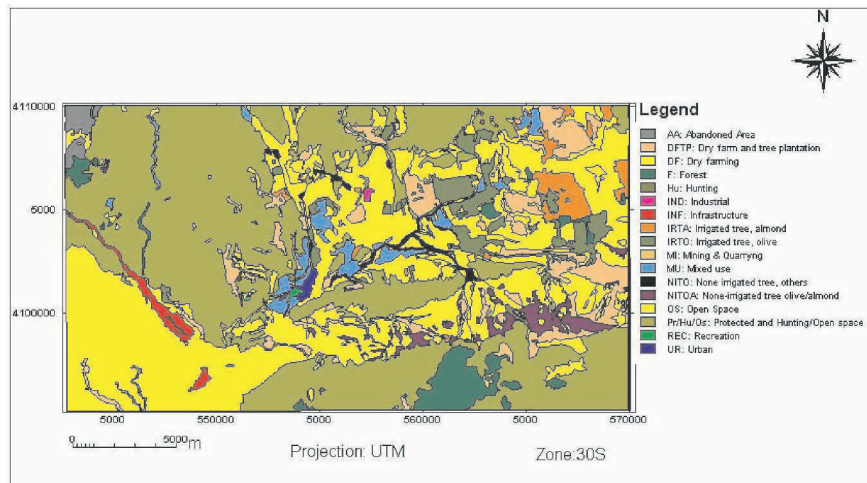 N
4110000
5000
4100000
5000
550000
5000
560000
5000
570000
0
5000
m
Projection: UTM
Zone:30S
Legend
AA: Abandoned Area
DFTP: Dry farm and tree plantation
DF: Dry farming
F: Forest
Hu: Hunting
IND: Industrial
INF: Infrastructure
IRTA: Irrigated tree, almond
IRTO: Irrigated tree, olive
MI: Mining & Quarryng
MU: Mixed use
NITO: None irrigated tree, others
NITOA: None-irrigated tree olive/almond
OS: Open Space
Pr/Hu/Os: Protected and Hunting/Open space
REC: Recreation
UR: Urban